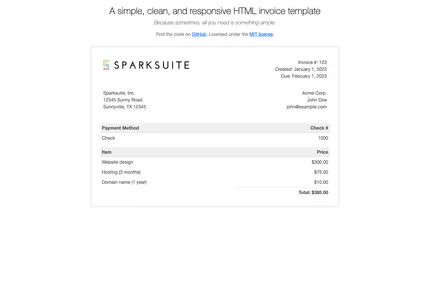 A simple, clean, and responsive HTML invoice template
Because sometimes, all you need is something simple.
Find the code on GitHub. Licensed under the MIT license.
SPARKSUITE
Invoice #: 123
Created: January 1, 2023
Due: February 1, 2023
Sparksuite, Inc.
12345 Sunny Road
Sunnyville, TX 12345
Acme Corp.
John Doe
john@example.com
Payment Method Check #
Check 1000
Item Price
Website design $300.00
Hosting (3 months) $75.00
Domain name (1 year) $10.00
Total: $385.00